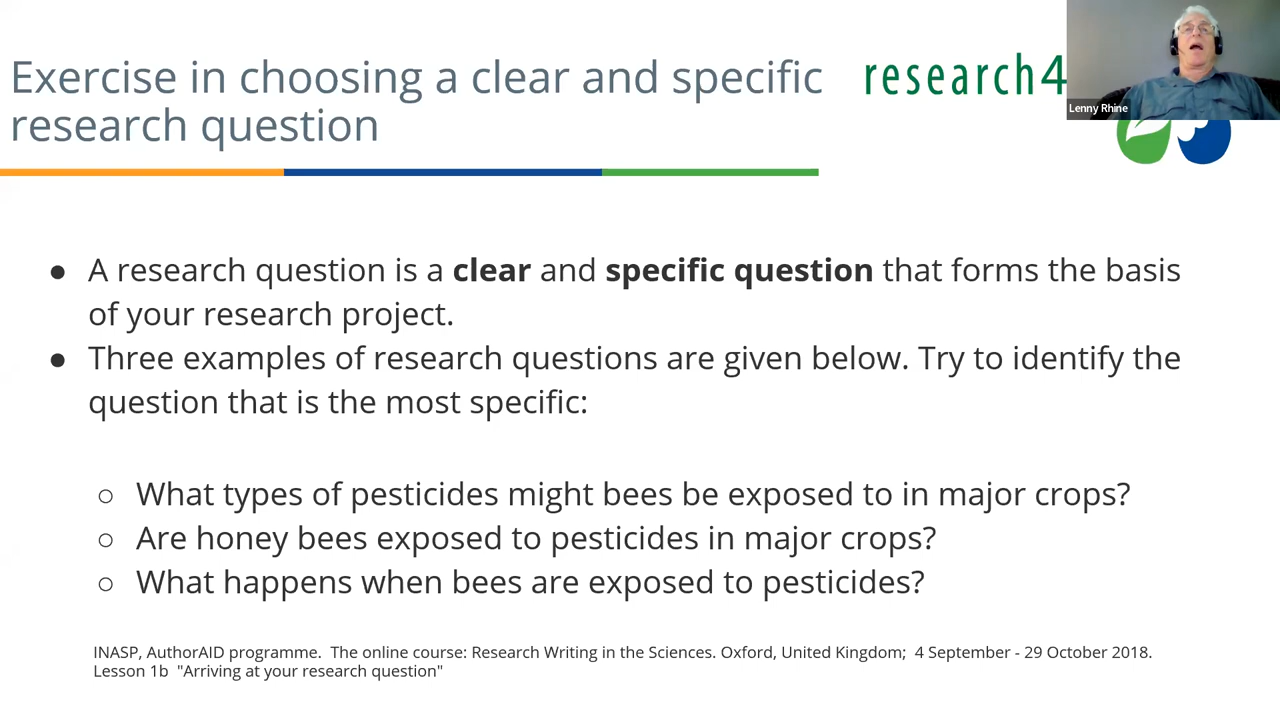 Exercise in choosing a clear and specific
research question
research4
Lenny Rhine
● A research question is a clear and specific question that forms the basis
of your research project.
● Three examples of research questions are given below. Try to identify the
question that is the most specific:
○ What types of pesticides might bees be exposed to in major crops?
○ Are honey bees exposed to pesticides in major crops?
○ What happens when bees are exposed to pesticides?
INASP, AuthorAID programme. The online course: Research Writing in the Sciences. Oxford, United Kingdom; 4 September - 29 October 2018.
Lesson 1b "Arriving at your research question"